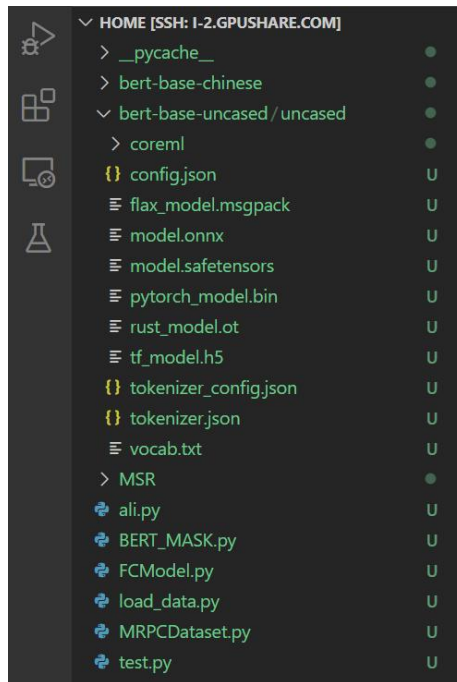 HOME [SSH: I-2.GPUSHARE.COM]
__pycache__
bert-base-chinese
bert-base-uncased / uncased
coreml
{} config.json U
flax_model.msgpack U
model.onnx U
model.safetensors U
pytorch_model.bin U
rust_model.ot U
tf_model.h5 U
{} tokenizer_config.json U
{} tokenizer.json U
vocab.txt U
MSR
ali.py U
BERT_MASK.py U
FCModel.py U
load_data.py U
MRPCDataset.py U
test.py U